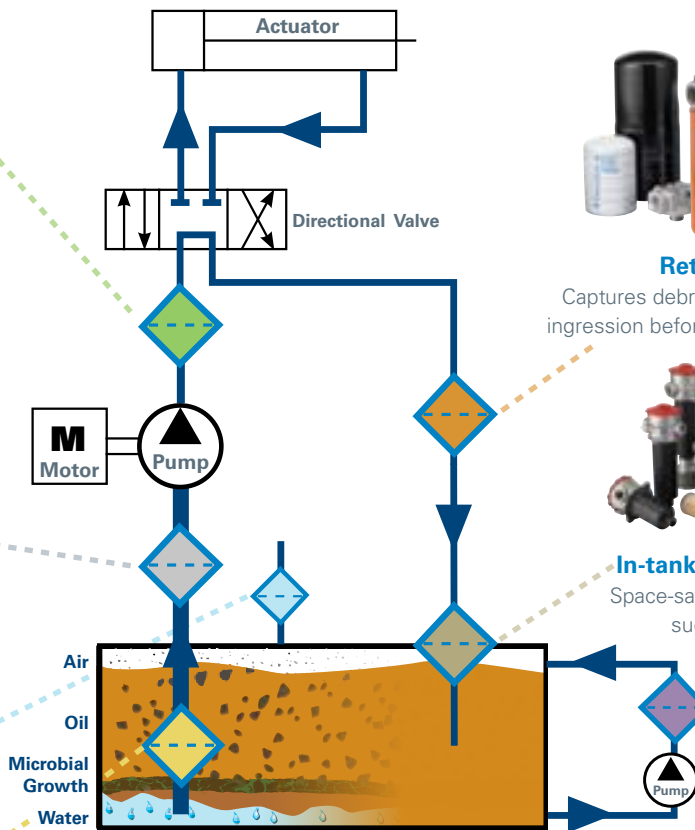 Actuator
Directional Valve
Ret
Captures debr
ingression befor
M
Motor
Pump
In-tank
Space-sa
su
Air
Oil
Microbial
Growth
Water
Pump